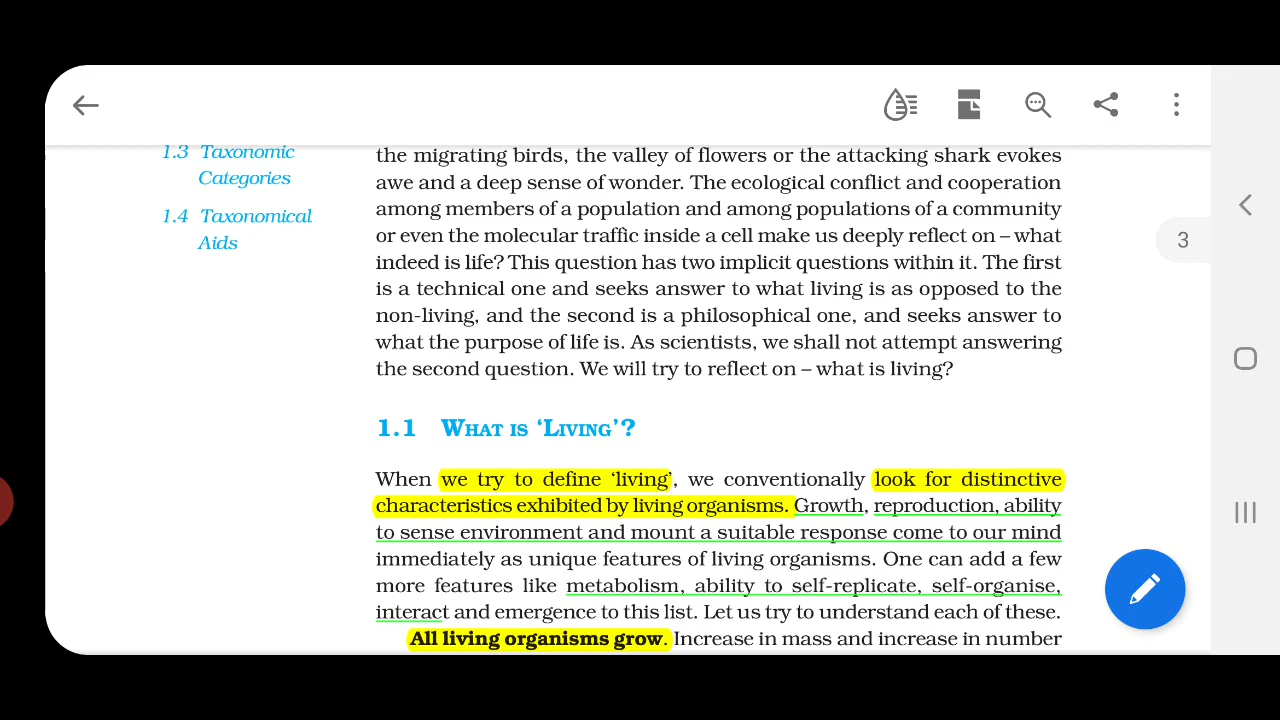 1.3 Taxonomic
Categories
1.4 Taxonomical
Aids
the migrating birds, the valley of flowers or the attacking shark evokes
awe and a deep sense of wonder. The ecological conflict and cooperation
among members of a population and among populations of a community
or even the molecular traffic inside a cell make us deeply reflect on – what
indeed is life? This question has two implicit questions within it. The first
is a technical one and seeks answer to what living is as opposed to the
non-living, and the second is a philosophical one, and seeks answer to
what the purpose of life is. As scientists, we shall not attempt answering
the second question. We will try to reflect on – what is living?
3
1.1 WHAT IS ‘LIVING’?
When we try to define ‘living’, we conventionally look for distinctive
characteristics exhibited by living organisms. Growth, reproduction, ability
to sense environment and mount a suitable response come to our mind
immediately as unique features of living organisms. One can add a few
more features like metabolism, ability to self-replicate, self-organise,
interact and emergence to this list. Let us try to understand each of these.
All living organisms grow. Increase in mass and increase in number